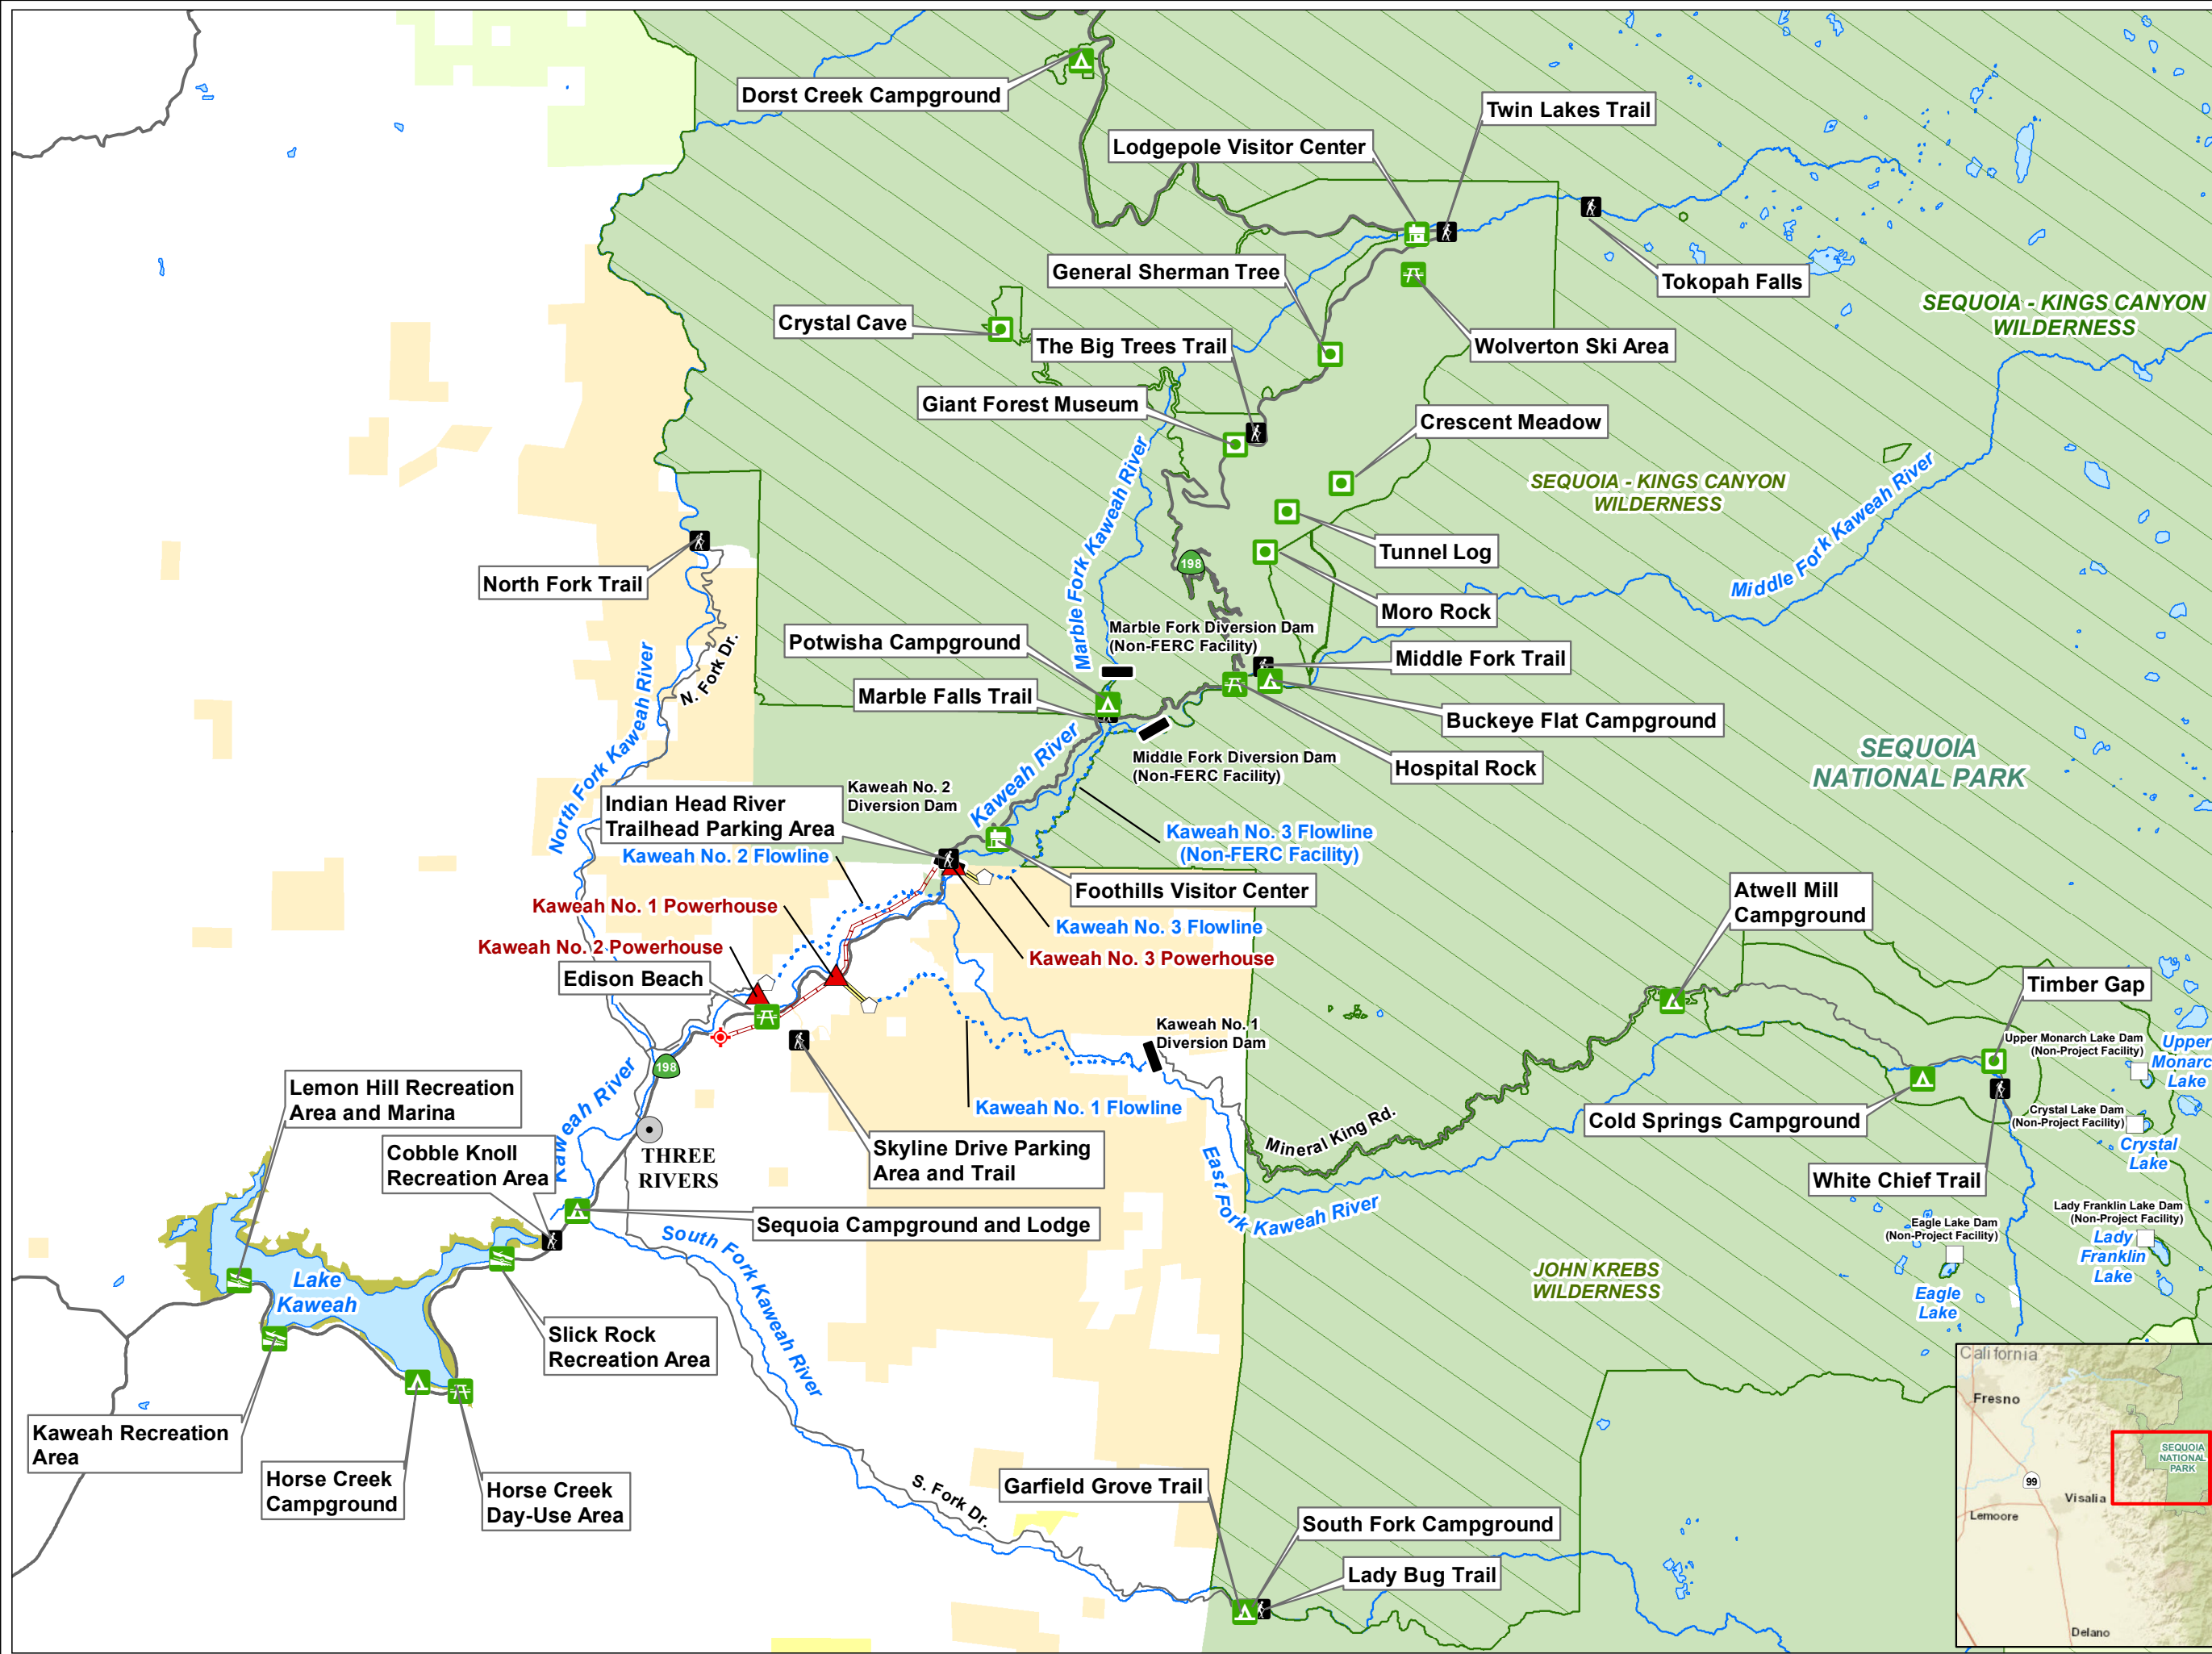 Dorst Creek Campground
Twin Lakes Trail
Lodgepole Visitor Center
General Sherman Tree
Tokopah Falls
SEQUOIA - KINGS CANYON
WILDERNESS
Crystal Cave
The Big Trees Trail
Wolverton Ski Area
Giant Forest Museum
Crescent Meadow
Marble Fork Kaweah River
SEQUOIA - KINGS CANYON
WILDERNESS
Middle Fork Kaweah River
Tunnel Log
198
North Fork Trail
Moro Rock
N. Fork Dr.
North Fork Kaweah River
Potwisha Campground
Marble Fork Diversion Dam
(Non-FERC Facility)
Middle Fork Trail
Marble Falls Trail
Buckeye Flat Campground
Middle Fork Diversion Dam
(Non-FERC Facility)
Hospital Rock
SEQUOIA
NATIONAL PARK
Kaweah River
Kaweah No. 2
Diversion Dam
Indian Head River
Trailhead Parking Area
Kaweah No. 3 Flowline
(Non-FERC Facility)
Kaweah No. 2 Flowline
Foothills Visitor Center
Atwell Mill
Campground
Kaweah No. 1 Powerhouse
Kaweah No. 3 Flowline
Kaweah No. 2 Powerhouse
Kaweah No. 3 Powerhouse
Edison Beach
Timber Gap
Kaweah No. 1
Diversion Dam
Upper Monarch Lake Dam
(Non-Project Facility)
Upper
Monarc
Lake
198
Kaweah River
Lemon Hill Recreation
Area and Marina
Kaweah No. 1 Flowline
Mineral King Rd.
Cold Springs Campground
Crystal Lake Dam
(Non-Project Facility)
Crystal
Lake
Cobble Knoll
Recreation Area
THREE
RIVERS
Skyline Drive Parking
Area and Trail
East Fork Kaweah River
White Chief Trail
Sequoia Campground and Lodge
South Fork Kaweah River
Eagle Lake Dam
(Non-Project Facility)
Eagle
Lake
Lady Franklin Lake Dam
(Non-Project Facility)
Lady
Franklin
Lake
Lake
Kaweah
JOHN KREBS
WILDERNESS
Slick Rock
Recreation Area
Kaweah Recreation
Area
Horse Creek
Campground
Horse Creek
Day-Use Area
S. Fork Dr.
Garfield Grove Trail
South Fork Campground
Lady Bug Trail
California
Fresno
SEQUOIA
NATIONAL
PARK
99
Visalia
Lemoore
Delano